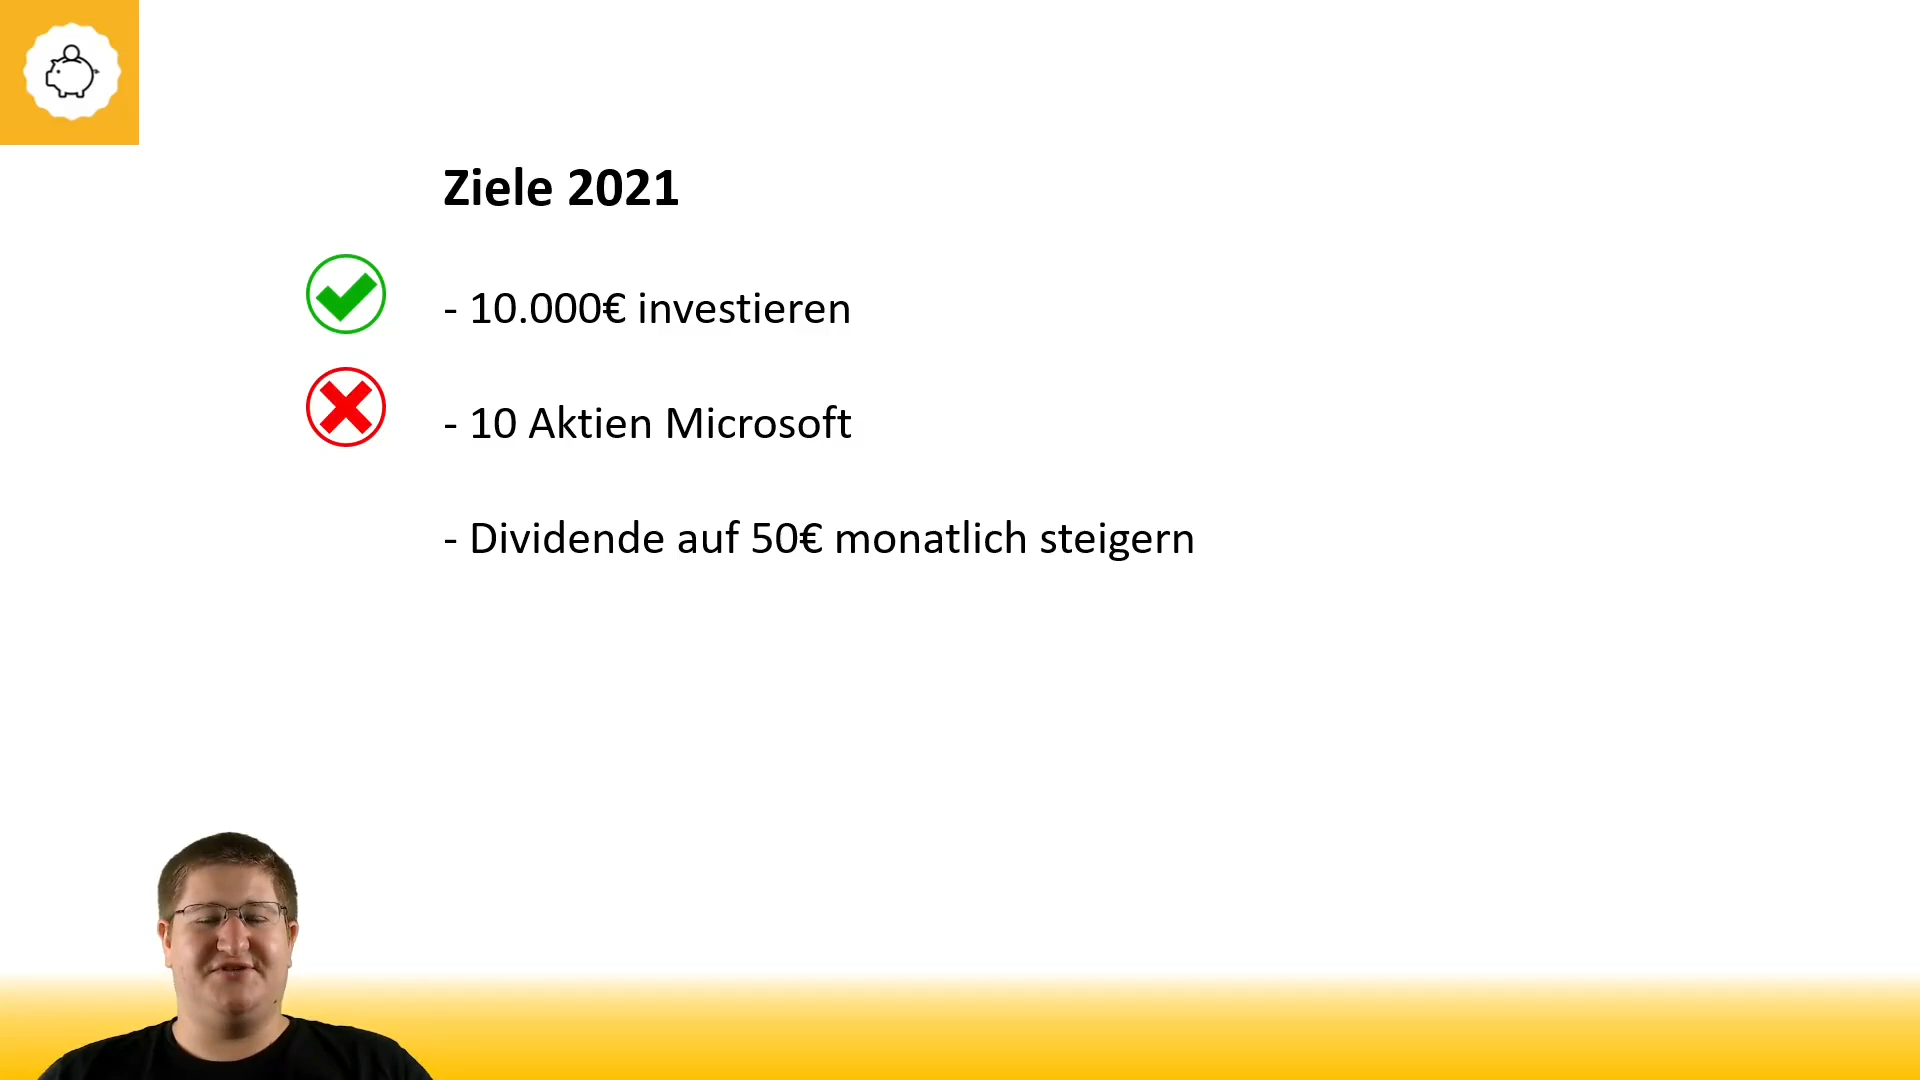 Ziele 2021
- 10.000€ investieren
- 10 Aktien Microsoft
- Dividende auf 50€ monatlich steigern